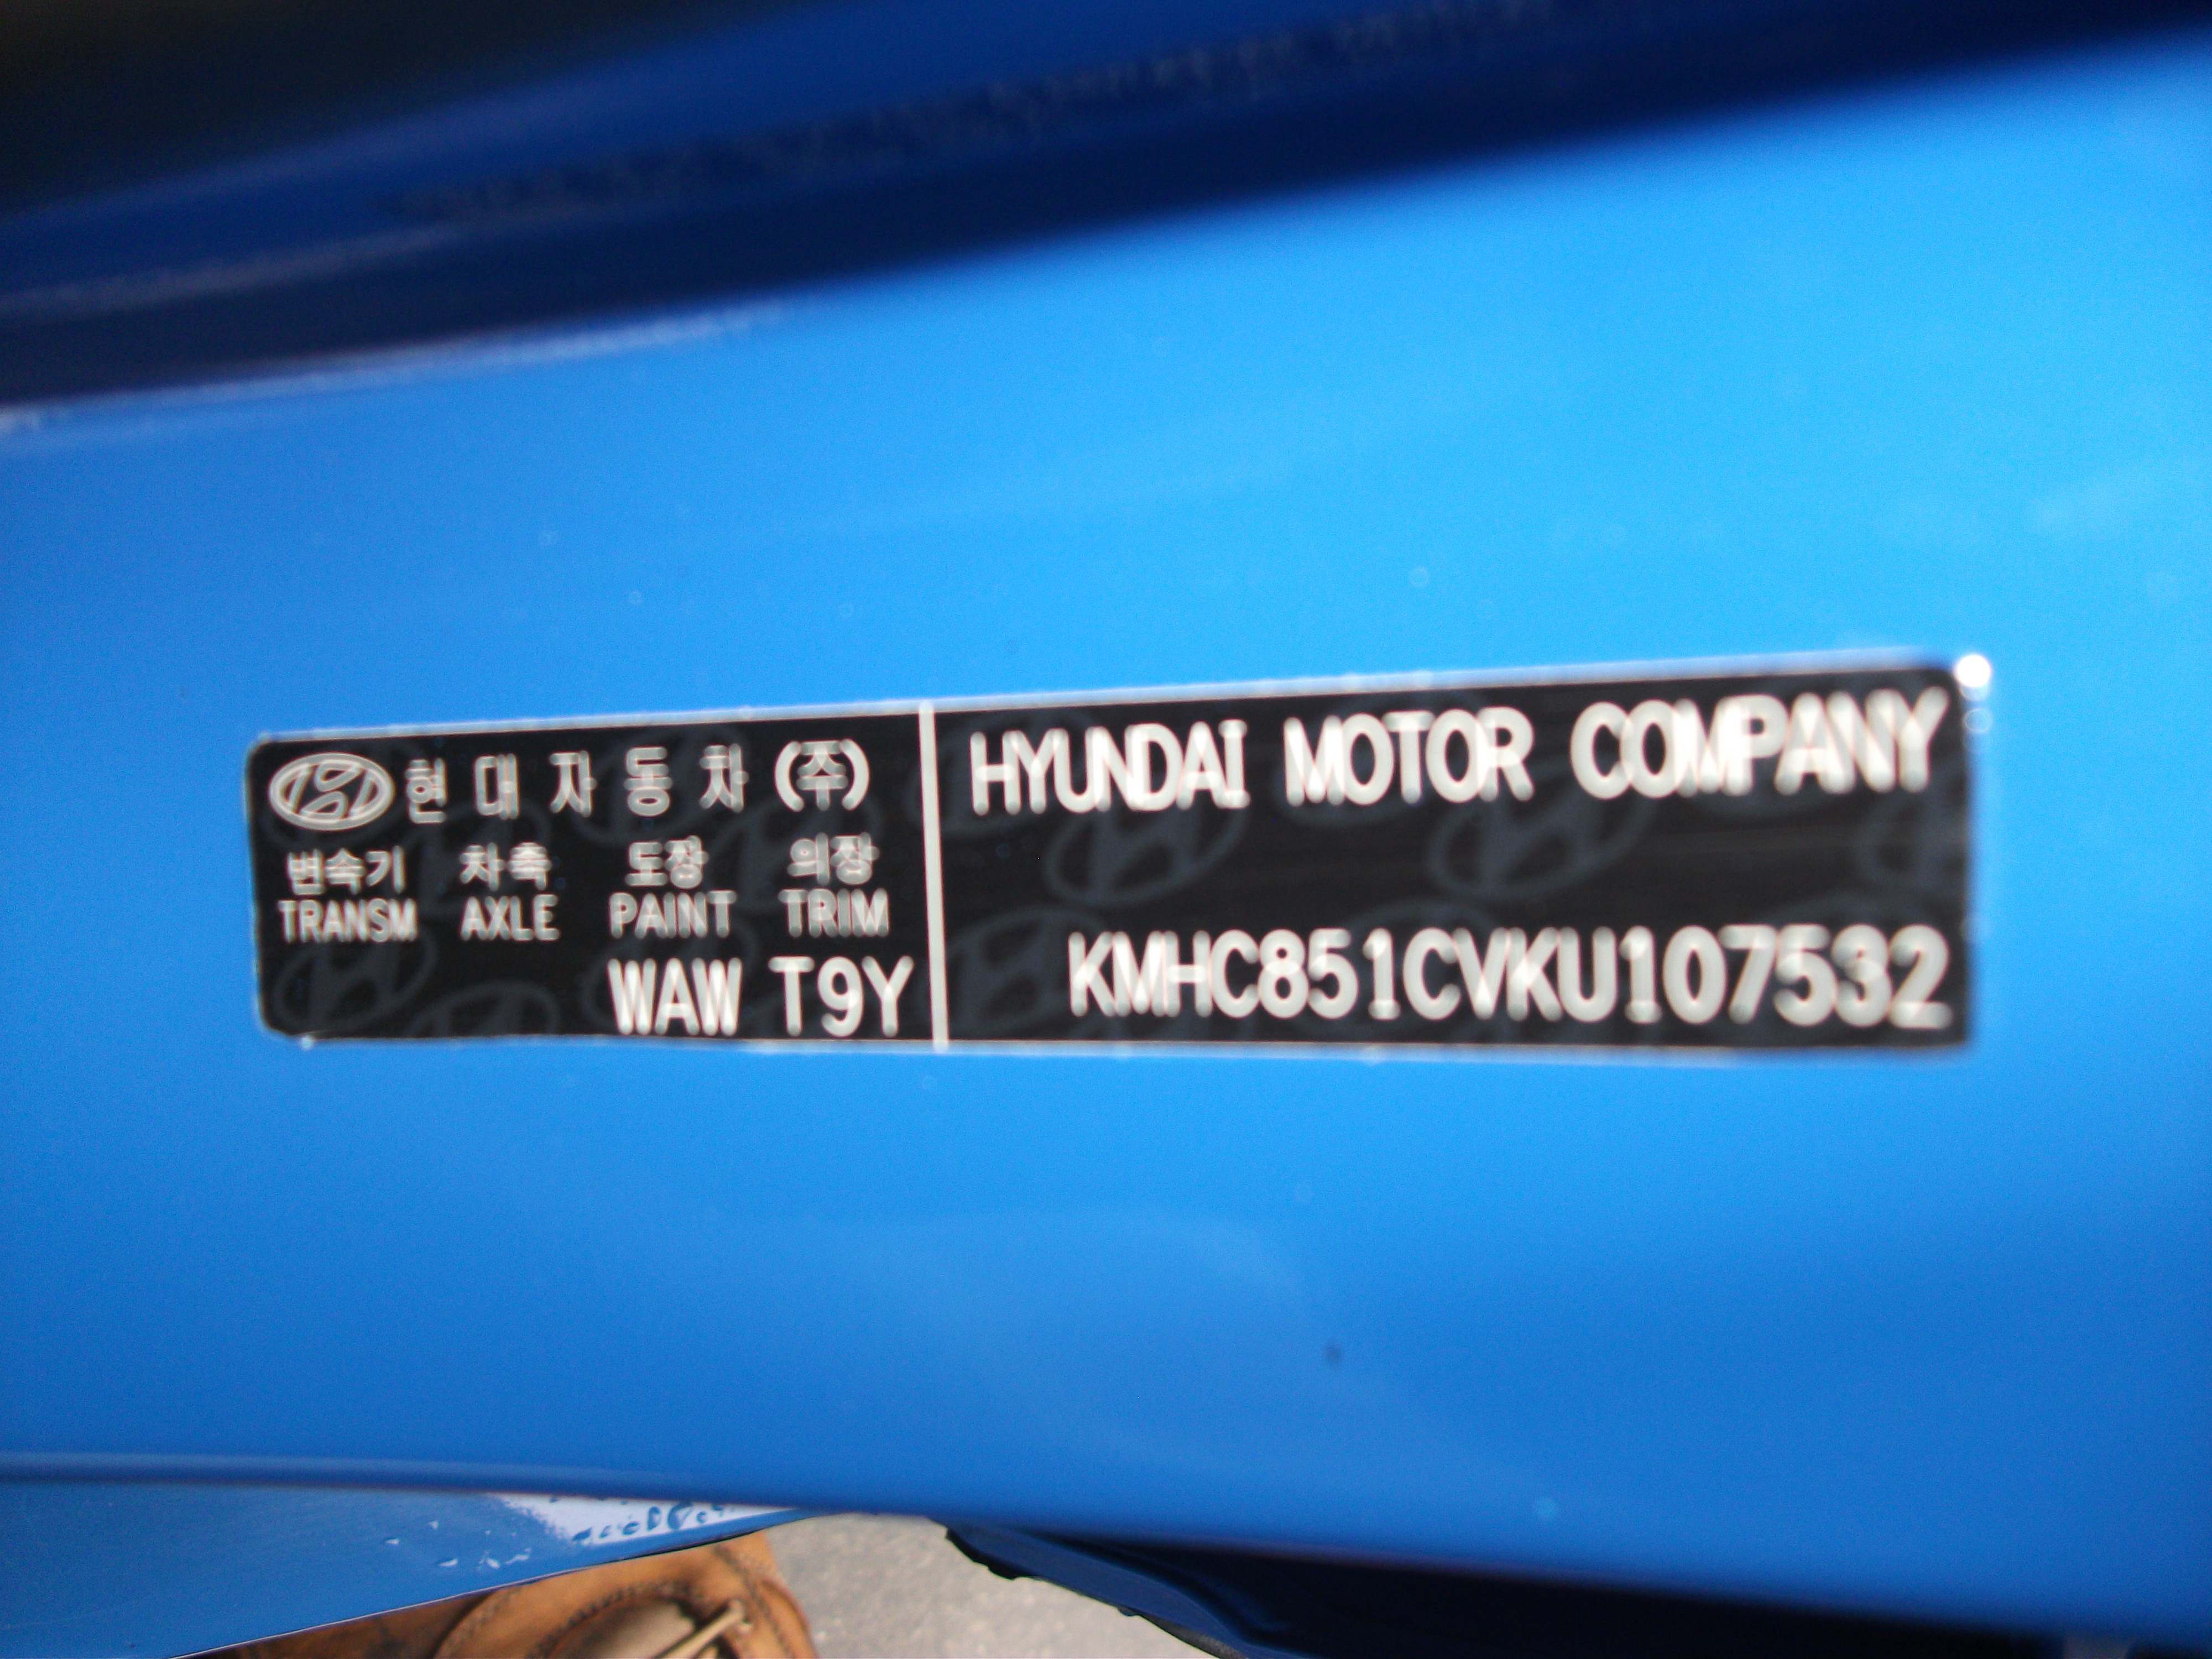 현대자동차(주)
변속기 차축 도장 의장
TRANSM AXLE PAINT TRIM
WAW T9Y
HYUNDAI MOTOR COMPANY
KMHC851CVKU107532